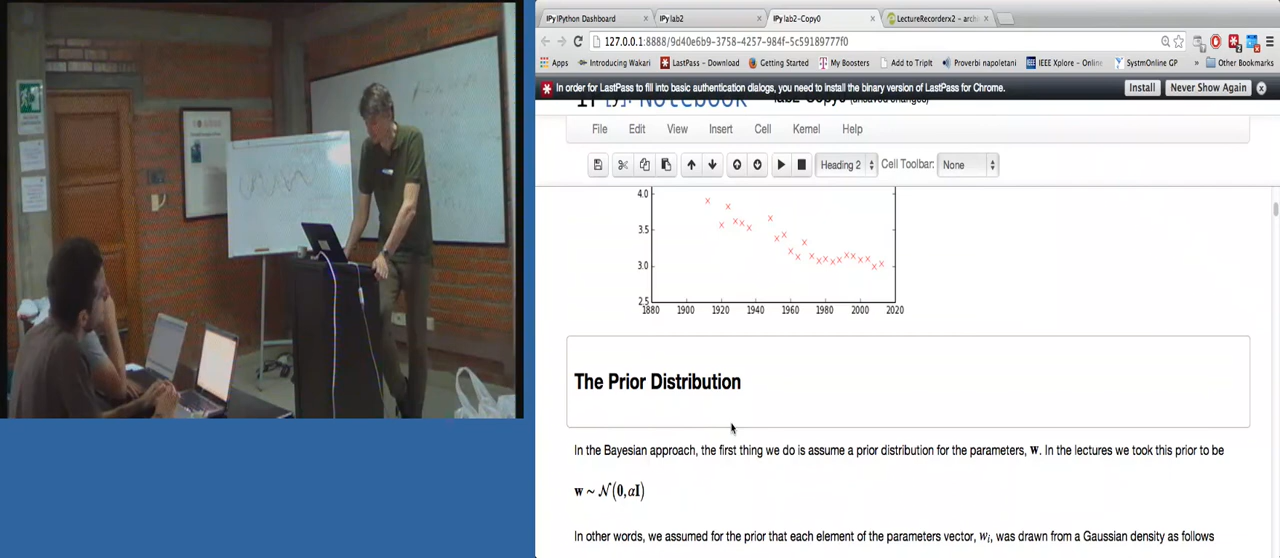 IPy IPython Dashboard
IPy lab2
IPy lab2-Copy0
LectureRecorderx2 – arch
127.0.0.1:8888/9d40e6b9-3758-4257-984f-5c59189777f0
Apps
Introducing Wakari
LastPass – Download
Getting Started
My Boosters
Add to TripIt
Proverbi napoletani
IEEE Xplore – Online
SystmOnline GP
»
Other Bookmarks
In order for LastPass to fill into basic authentication dialogs, you need to install the binary version of LastPass for Chrome.
Install
Never Show Again
File Edit View Insert Cell Kernel Help
Heading 2
Cell Toolbar:
None
4.0
3.5
3.0
2.5
1880 1900 1920 1940 1960 1980 2000 2020
The Prior Distribution
In the Bayesian approach, the first thing we do is assume a prior distribution for the parameters, w. In the lectures we took this prior to be
w ~ 𝒩(0, αI)
In other words, we assumed for the prior that each element of the parameters vector, wᵢ, was drawn from a Gaussian density as follows